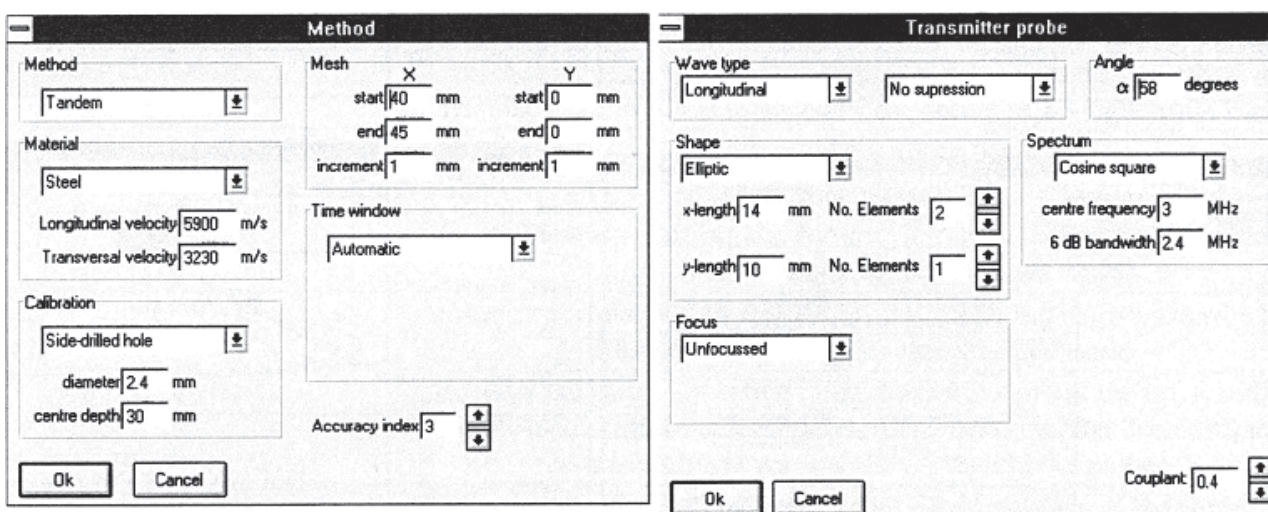 Method
Method
Tandem
Material
Steel
Longitudinal velocity 5900 m/s
Transversal velocity 3230 m/s
Calibration
Side-drilled hole
diameter 2.4 mm
centre depth 30 mm
Ok Cancel
Mesh
X Y
start 40 mm start 0 mm
end 45 mm end 0 mm
increment 1 mm increment 1 mm
Time window
Automatic
Accuracy index 3
Transmitter probe
Wave type
Longitudinal No supression
Angle
α 58 degrees
Shape
Elliptic
x-length 14 mm No. Elements 2
y-length 10 mm No. Elements 1
Spectrum
Cosine square
centre frequency 3 MHz
6 dB bandwidth 2.4 MHz
Focus
Unfocussed
Couplant 0.4
Ok Cancel